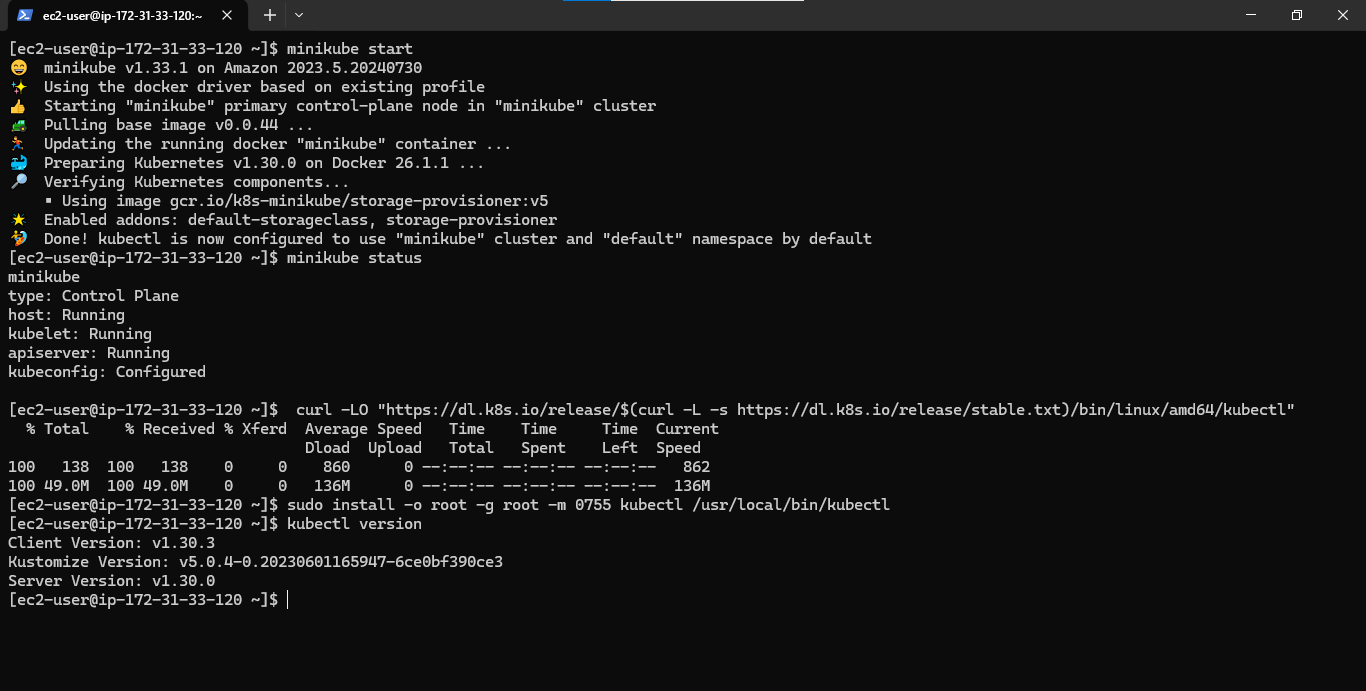 ec2-user@ip-172-31-33-120:~
[ec2-user@ip-172-31-33-120 ~]$ minikube start
😄  minikube v1.33.1 on Amazon 2023.5.20240730
✨  Using the docker driver based on existing profile
👍  Starting "minikube" primary control-plane node in "minikube" cluster
🚜  Pulling base image v0.0.44 ...
🏃  Updating the running docker "minikube" container ...
🐳  Preparing Kubernetes v1.30.0 on Docker 26.1.1 ...
🔎  Verifying Kubernetes components...
    ▪ Using image gcr.io/k8s-minikube/storage-provisioner:v5
🌟  Enabled addons: default-storageclass, storage-provisioner
🏄  Done! kubectl is now configured to use "minikube" cluster and "default" namespace by default
[ec2-user@ip-172-31-33-120 ~]$ minikube status
minikube
type: Control Plane
host: Running
kubelet: Running
apiserver: Running
kubeconfig: Configured
[ec2-user@ip-172-31-33-120 ~]$  curl -LO "https://dl.k8s.io/release/$(curl -L -s https://dl.k8s.io/release/stable.txt)/bin/linux/amd64/kubectl"
  % Total    % Received % Xferd  Average Speed   Time    Time     Time  Current
                                 Dload  Upload   Total   Spent    Left  Speed
100   138  100   138    0     0    860      0 --:--:-- --:--:-- --:--:--   862
100 49.0M  100 49.0M    0     0   136M      0 --:--:-- --:--:-- --:--:--  136M
[ec2-user@ip-172-31-33-120 ~]$ sudo install -o root -g root -m 0755 kubectl /usr/local/bin/kubectl
[ec2-user@ip-172-31-33-120 ~]$ kubectl version
Client Version: v1.30.3
Kustomize Version: v5.0.4-0.20230601165947-6ce0bf390ce3
Server Version: v1.30.0
[ec2-user@ip-172-31-33-120 ~]$